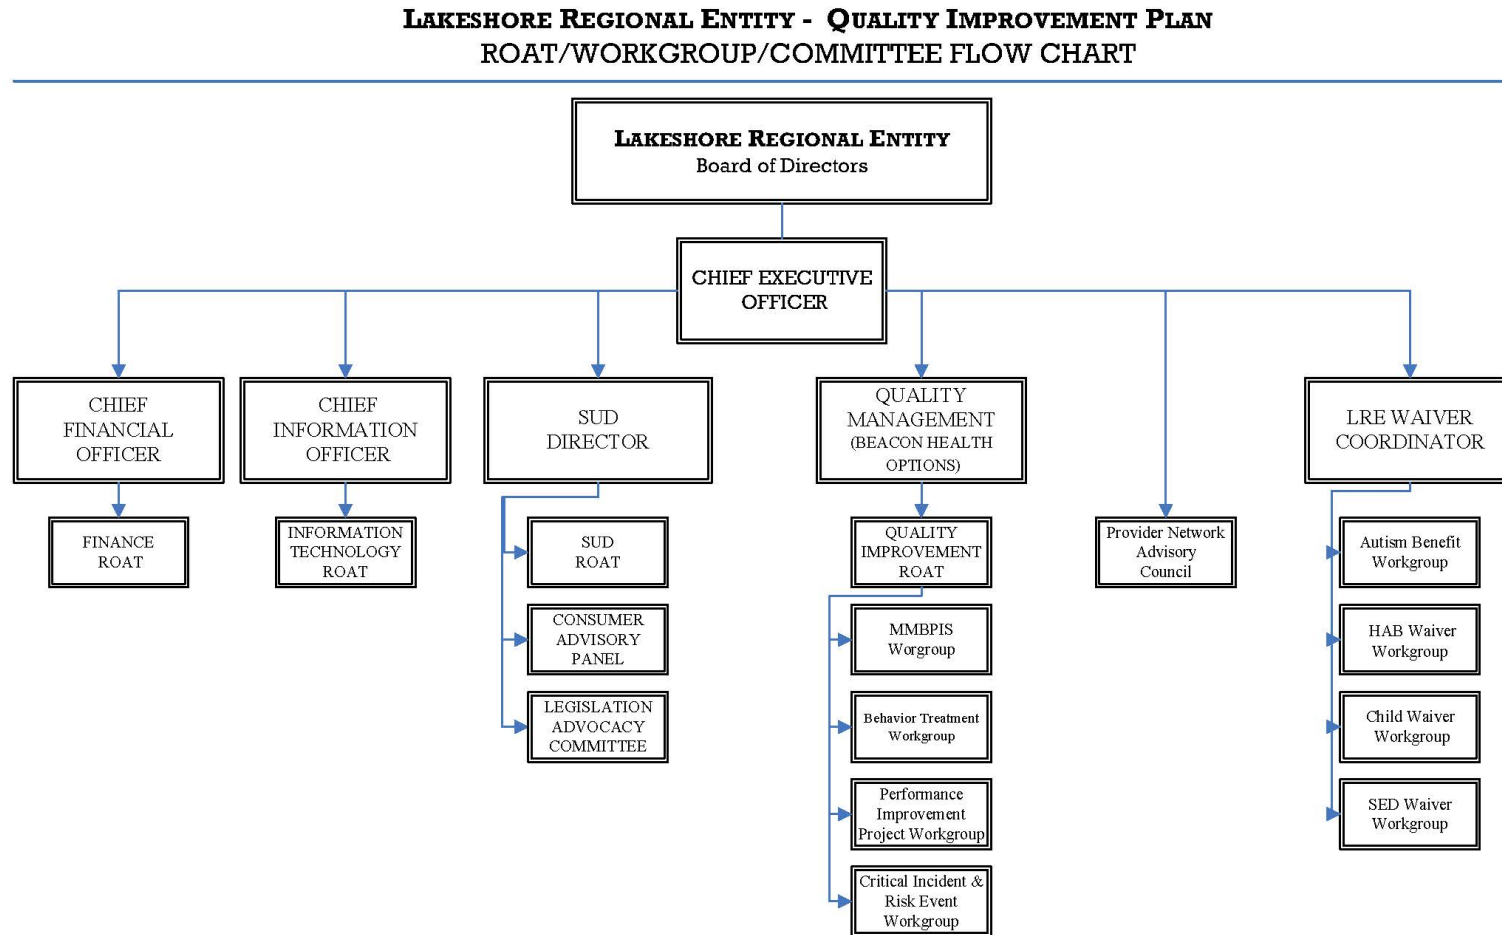 LAKESHORE REGIONAL ENTITY - QUALITY IMPROVEMENT PLAN
ROAT/WORKGROUP/COMMITTEE FLOW CHART
LAKESHORE REGIONAL ENTITY
Board of Directors
CHIEF EXECUTIVE
OFFICER
CHIEF
FINANCIAL
OFFICER
CHIEF
INFORMATION
OFFICER
SUD
DIRECTOR
QUALITY
MANAGEMENT
(BEACON HEALTH
OPTIONS)
LRE WAIVER
COORDINATOR
FINANCE
ROAT
INFORMATION
TECHNOLOGY
ROAT
SUD
ROAT
QUALITY
IMPROVEMENT
ROAT
Provider Network
Advisory
Council
Autism Benefit
Workgroup
CONSUMER
ADVISORY
PANEL
MMBPIS
Worgroup
HAB Waiver
Workgroup
LEGISLATION
ADVOCACY
COMMITTEE
Behavior Treatment
Workgroup
Child Waiver
Workgroup
Performance
Improvement
Project Workgroup
SED Waiver
Workgroup
Critical Incident &
Risk Event
Workgroup